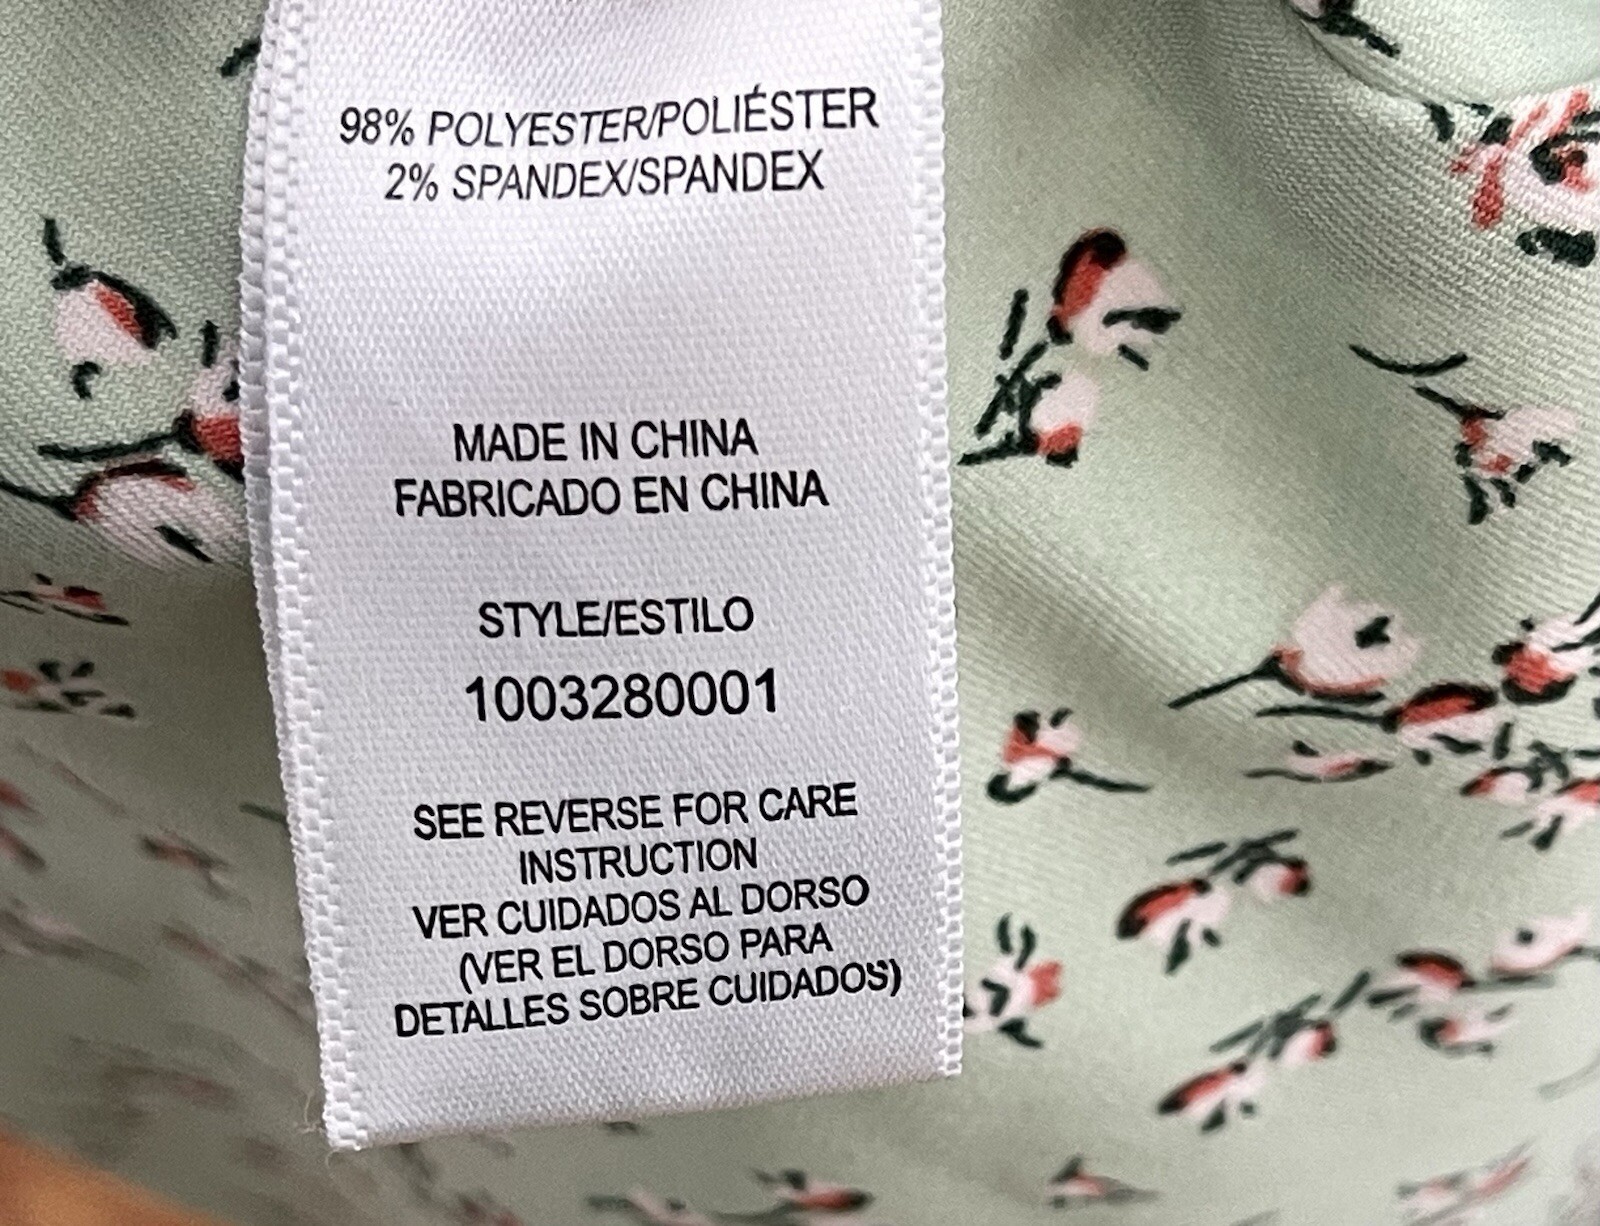 98% POLYESTER/POLIÉSTER
2% SPANDEX/SPANDEX
MADE IN CHINA
FABRICADO EN CHINA
STYLE/ESTILO
1003280001
SEE REVERSE FOR CARE
INSTRUCTION
VER CUIDADOS AL DORSO
(VER EL DORSO PARA
DETALLES SOBRE CUIDADOS)